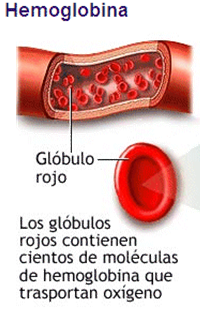 Hemoglobina
Glóbulo
rojo
Los glóbulos
rojos contienen
cientos de moléculas
de hemoglobina que
trasportan oxígeno